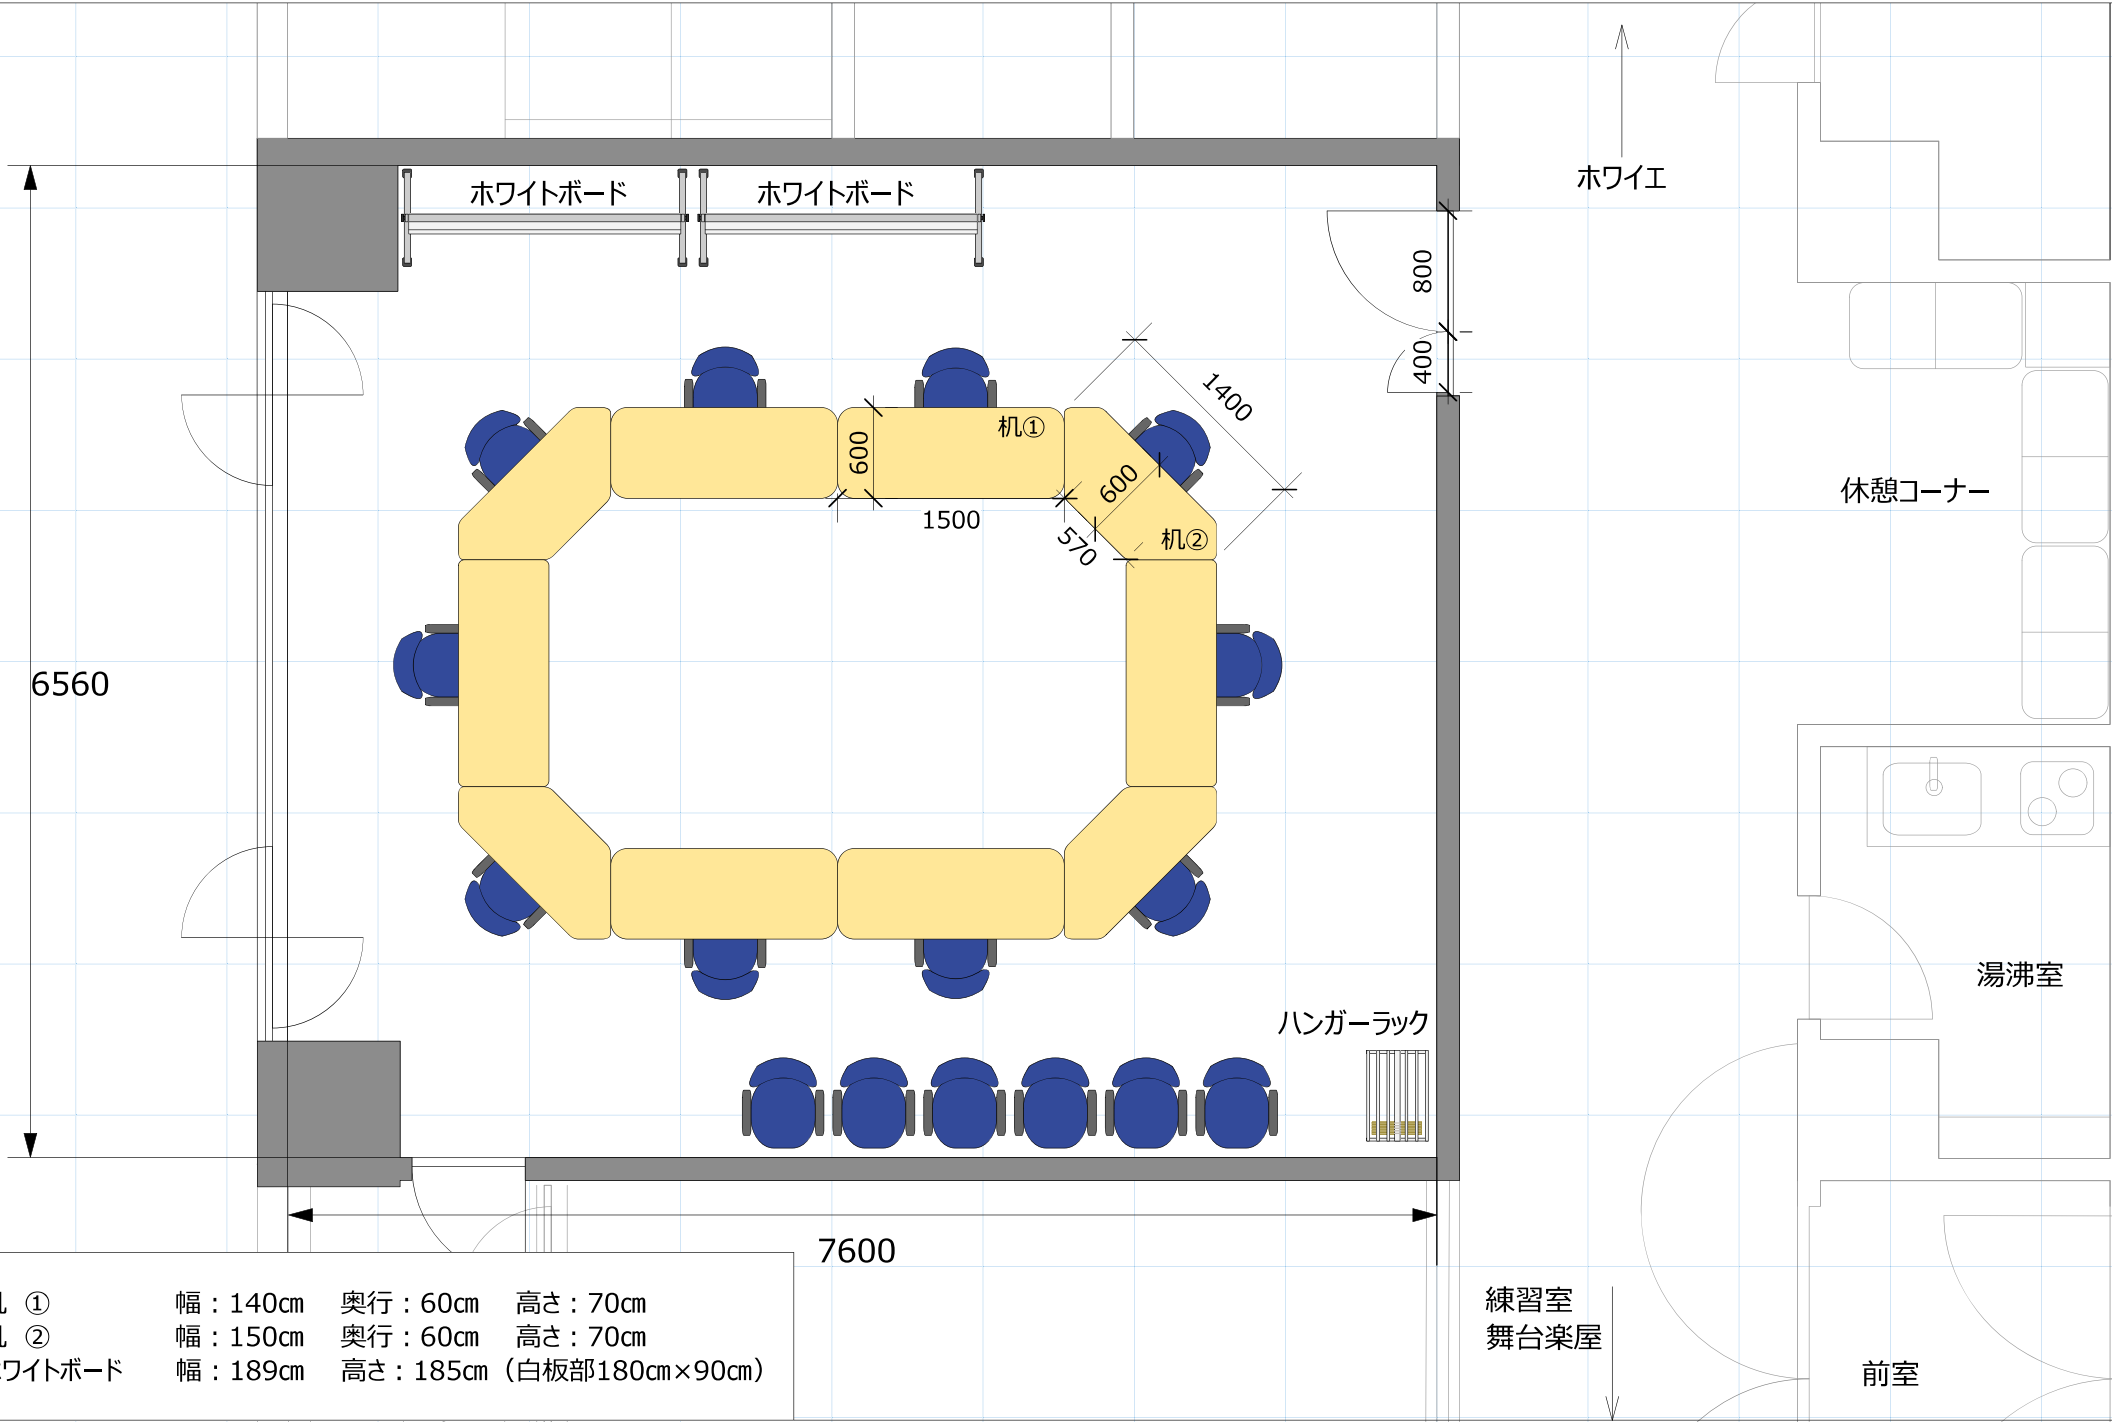 ホワイエ
ホワイトボード
ホワイトボード
800
400
1400
机①
600
600
1500
570
机②
休憩コーナー
6560
湯沸室
ハンガーラック
7600
①
幅：140㎝ 奥行：60㎝ 高さ：70㎝
②
幅：150㎝ 奥行：60㎝ 高さ：70㎝
ワイトボード 幅：189㎝ 高さ：185㎝（白板部180㎝×90㎝）
練習室
舞台楽屋
前室